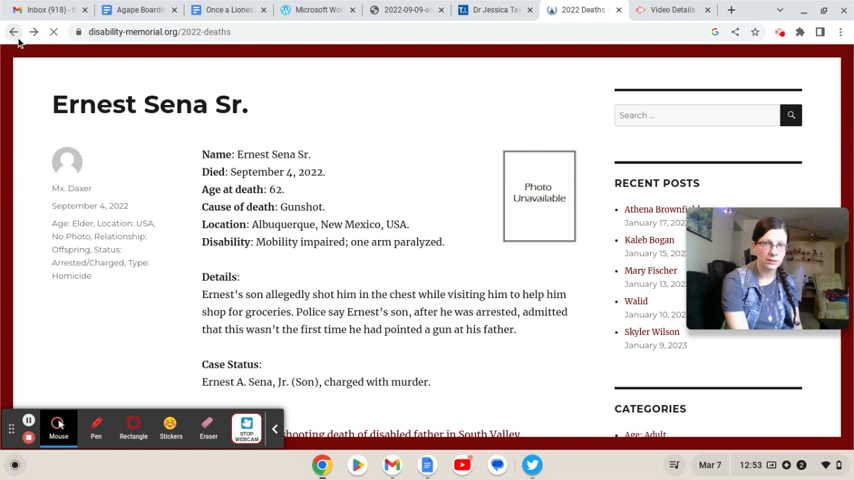 Inbox (918) - t
Agape Boardi
Once a Liones
Microsoft Wo
2022-09-09-a
Dr Jessica Ta
2022 Deaths –
Video Details
disability-memorial.org/2022-deaths
Ernest Sena Sr.
Mx. Daxer
September 4, 2022
Age: Elder, Location: USA,
No Photo, Relationship:
Offspring, Status:
Arrested/Charged, Type:
Homicide
Name: Ernest Sena Sr.
Died: September 4, 2022.
Age at death: 62.
Cause of death: Gunshot.
Location: Albuquerque, New Mexico, USA.
Disability: Mobility impaired; one arm paralyzed.
Photo
Unavailable
Details:
Ernest’s son allegedly shot him in the chest while visiting him to help him
shop for groceries. Police say Ernest’s son, after he was arrested, admitted
that this wasn’t the first time he had pointed a gun at his father.
Case Status:
Ernest A. Sena, Jr. (Son), charged with murder.
shooting death of disabled father in South Valley
Search …
RECENT POSTS
Athena Brownfield
January 17, 202
Kaleb Bogan
January 15, 202
Mary Fischer
January 13, 202
Walid
January 10, 202
Skyler Wilson
January 9, 2023
CATEGORIES
Age: Adult
Mouse
Pen
Rectangle
Stickers
Eraser
STOP
WEBCAM
Mar 7
12:53
2